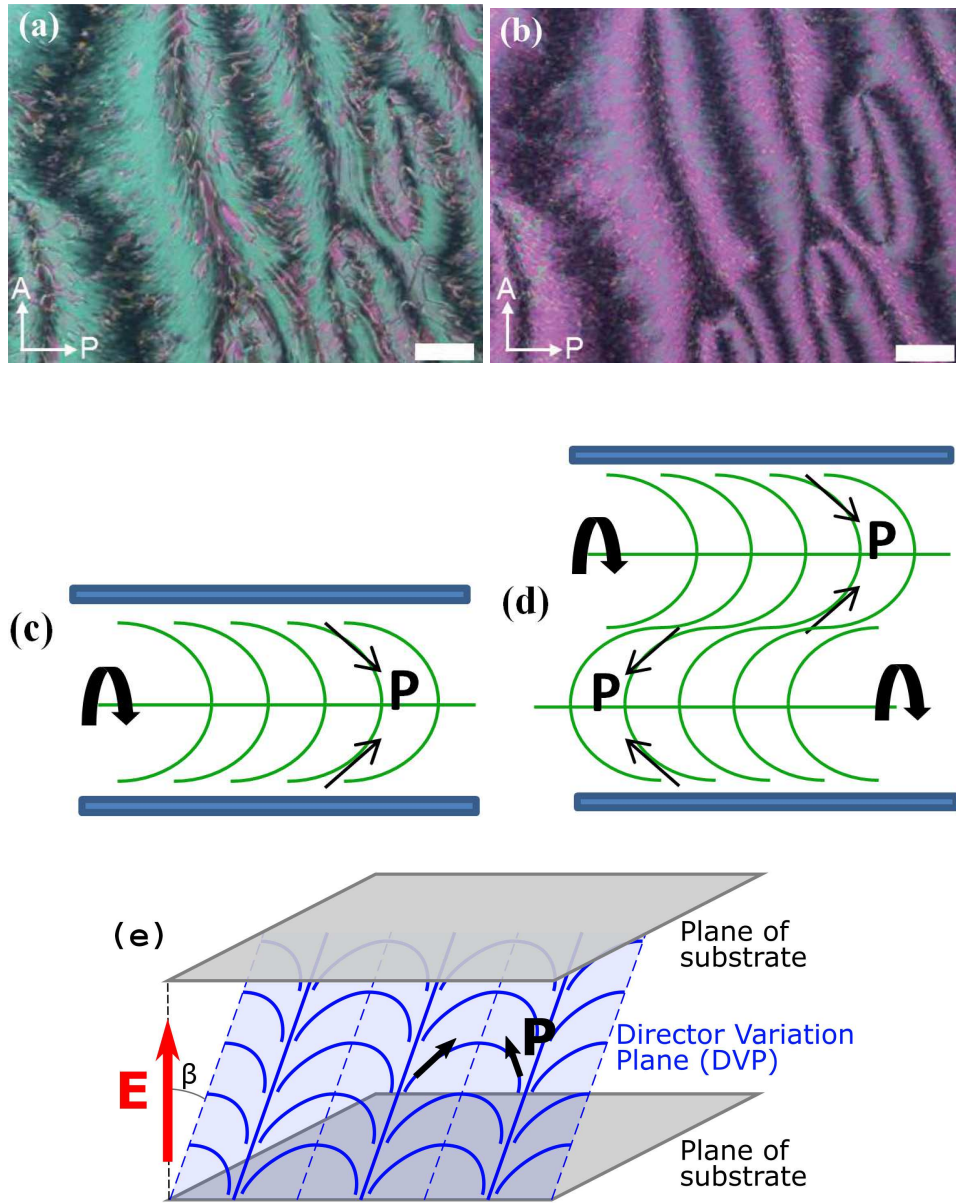 (a)
A
P
(b)
A
P
(c)
P
(d)
P
P
(e)
E
β
P
Plane of
substrate
Director Variation
Plane (DVP)
Plane of
substrate